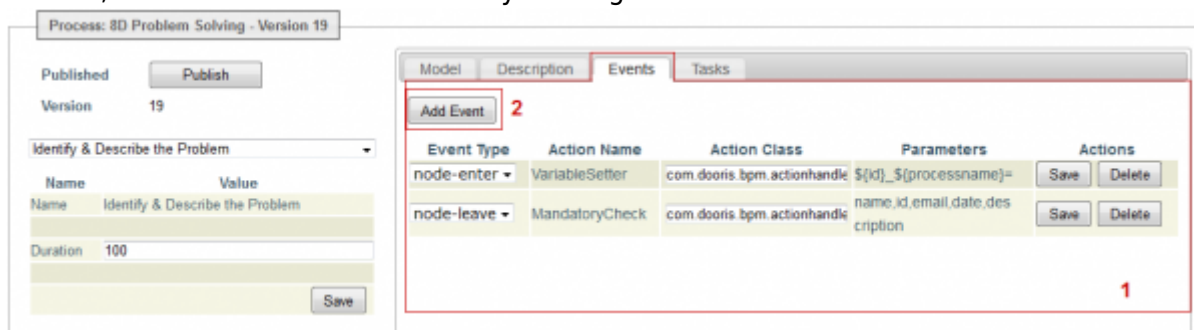 Process: 8D Problem Solving - Version 19
Published Publish
Version 19
Identify & Describe the Problem
Name Value
Name Identify & Describe the Problem
Duration 100
Save
Model Description Events Tasks
Add Event 2
Event Type Action Name Action Class Parameters Actions
node-enter VariableSetter com.dooris.bpm.actionhandle ${id}_${processname}= Save Delete
node-leave MandatoryCheck com.dooris.bpm.actionhandle name,id,email,date,des
cription Save Delete
1